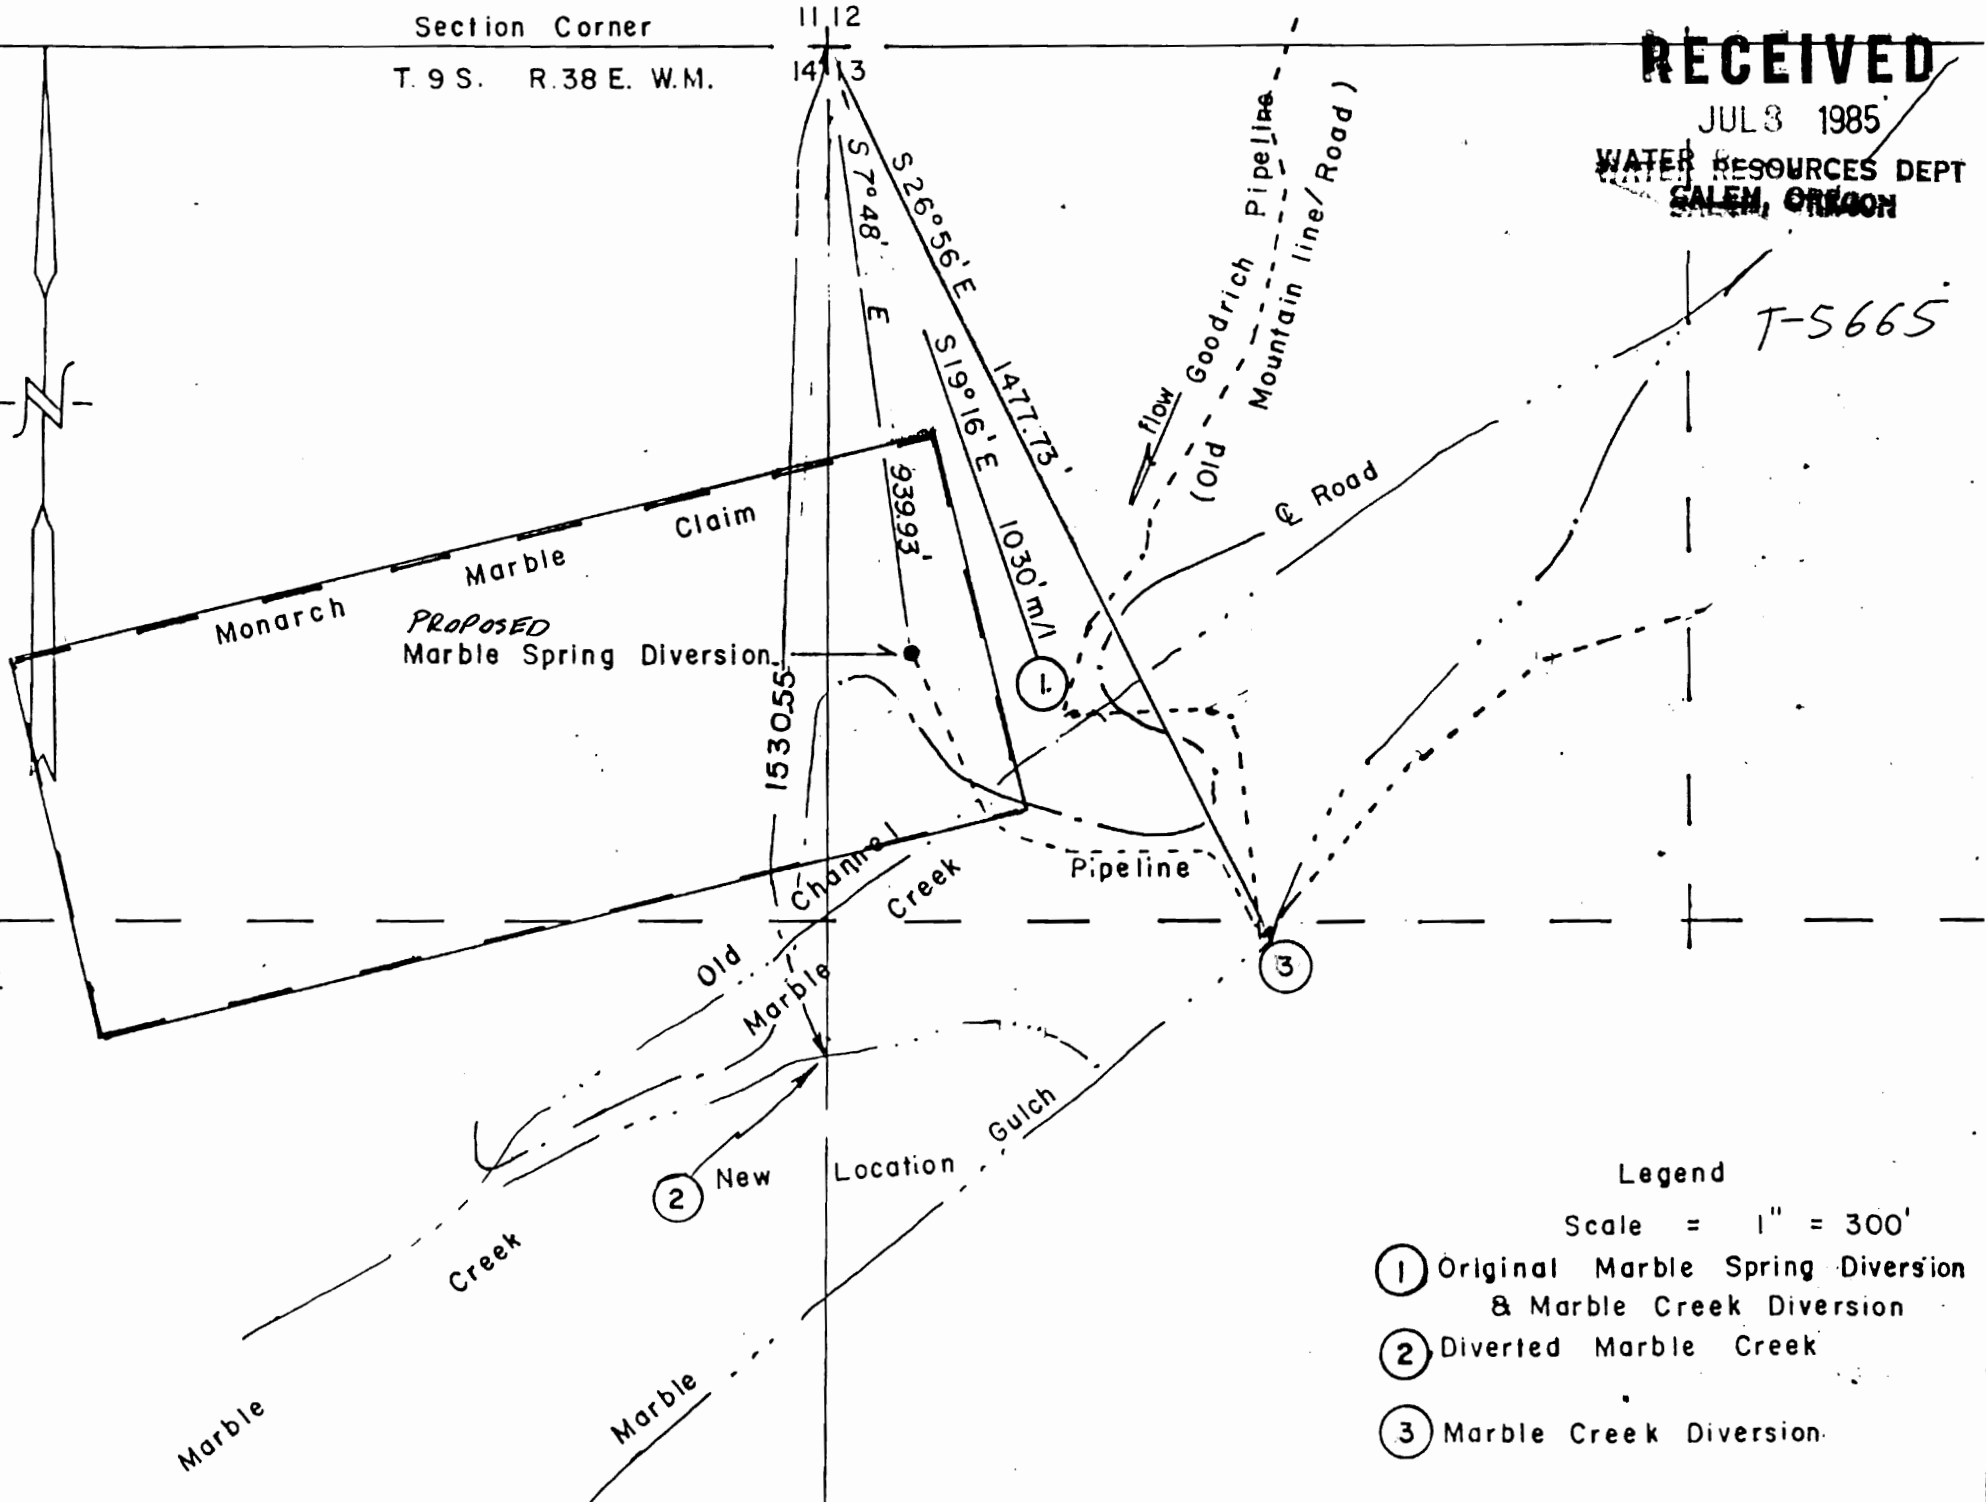 Section Corner
11 12
14 13
T. 9 S. R. 38 E. W.M.
RECEIVED
JUL 3 1985
WATER RESOURCES DEPT
SALEM, OREGON
T-5665
N
S 7° 48' E
939.93'
S 26° 56' E
1477.73'
S 19° 16' E
1030' m/l
1530.55'
flow
Goodrich Pipeline
(Old Mountain line/Road)
℄ Road
Monarch Marble Claim
PROPOSED
Marble Spring Diversion
1
Pipeline
3
Old Channel
Marble Creek
2
New Location
Marble Creek
Marble Gulch
Legend
Scale = 1" = 300'
1 Original Marble Spring Diversion
& Marble Creek Diversion
2 Diverted Marble Creek
3 Marble Creek Diversion